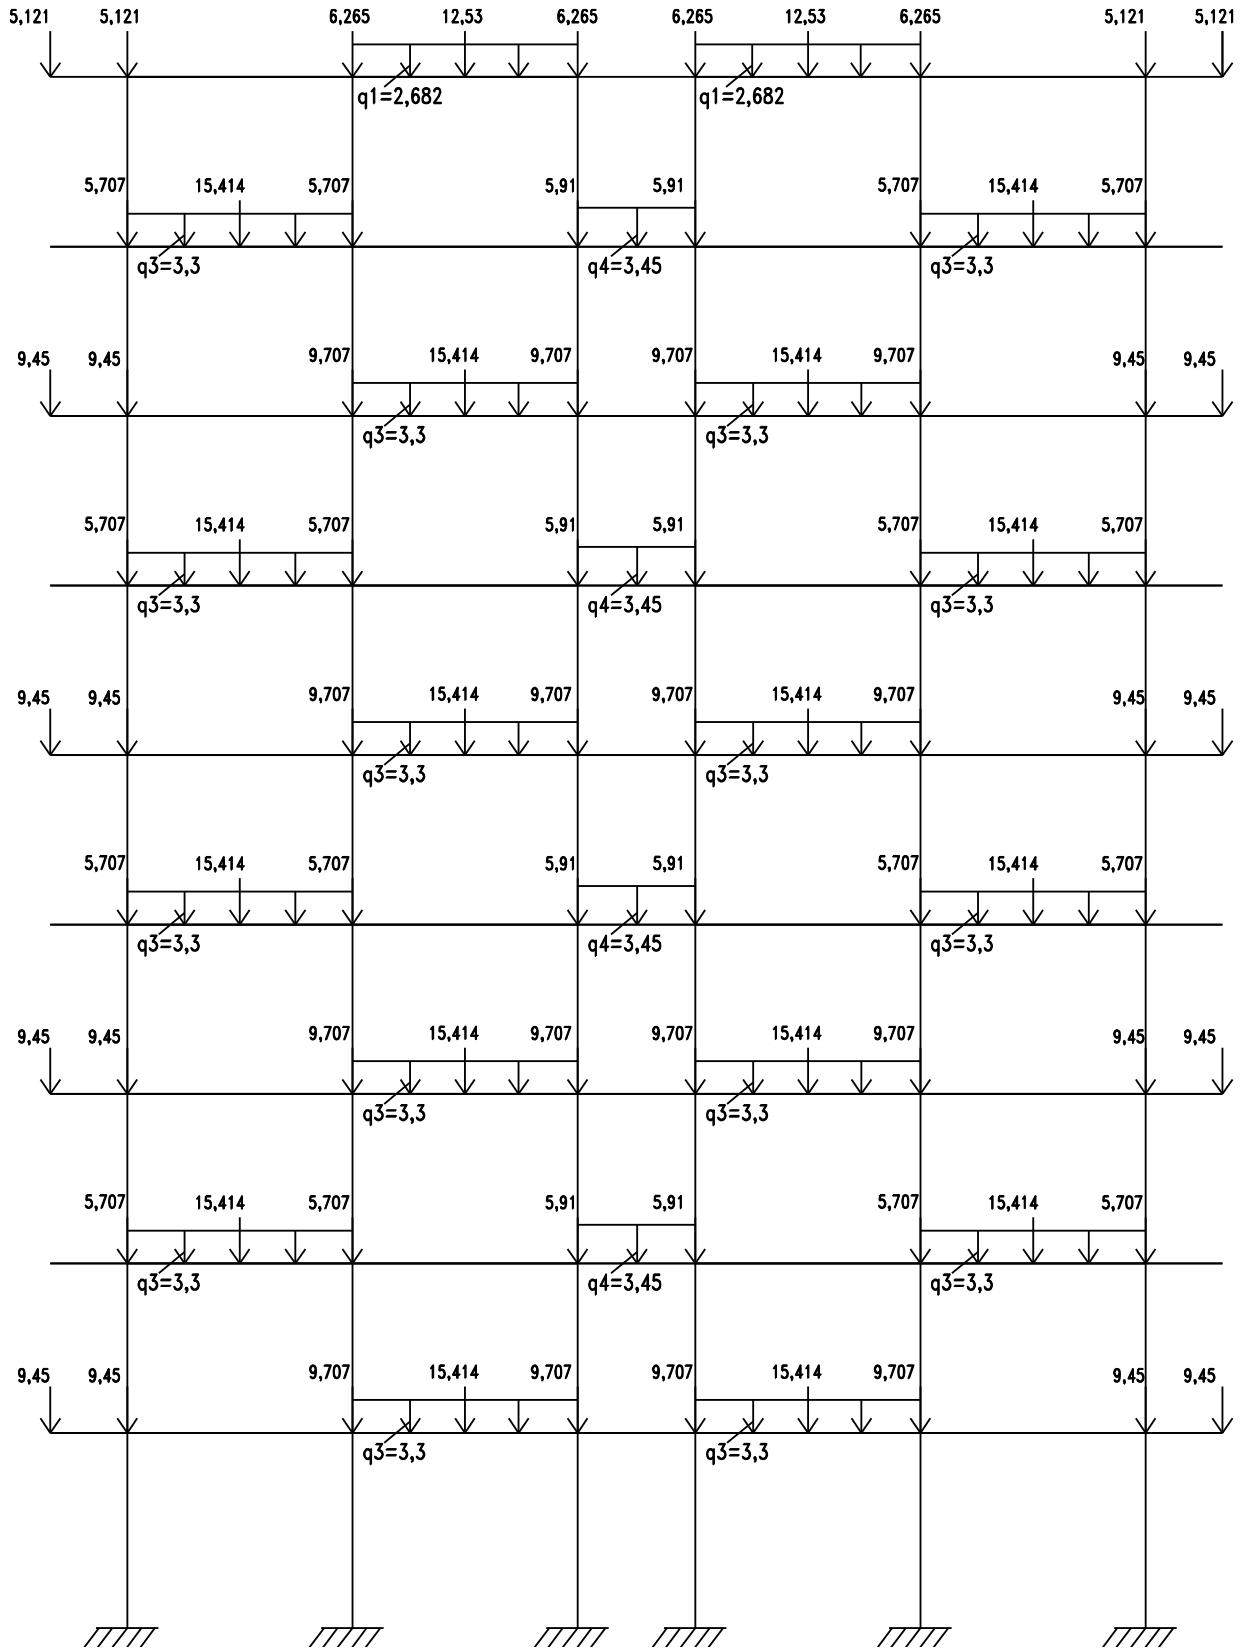 5,121 5,121 6,265 12,53 6,265 6,265 12,53 6,265 5,121 5,121
q1=2,682 q1=2,682
5,707 15,414 5,707 5,91 5,91 5,707 15,414 5,707
q3=3,3 q4=3,45 q3=3,3
9,45 9,45 9,707 15,414 9,707 9,707 15,414 9,707 9,45 9,45
q3=3,3 q3=3,3
5,707 15,414 5,707 5,91 5,91 5,707 15,414 5,707
q3=3,3 q4=3,45 q3=3,3
9,45 9,45 9,707 15,414 9,707 9,707 15,414 9,707 9,45 9,45
q3=3,3 q3=3,3
5,707 15,414 5,707 5,91 5,91 5,707 15,414 5,707
q3=3,3 q4=3,45 q3=3,3
9,45 9,45 9,707 15,414 9,707 9,707 15,414 9,707 9,45 9,45
q3=3,3 q3=3,3
5,707 15,414 5,707 5,91 5,91 5,707 15,414 5,707
q3=3,3 q4=3,45 q3=3,3
9,45 9,45 9,707 15,414 9,707 9,707 15,414 9,707 9,45 9,45
q3=3,3 q3=3,3